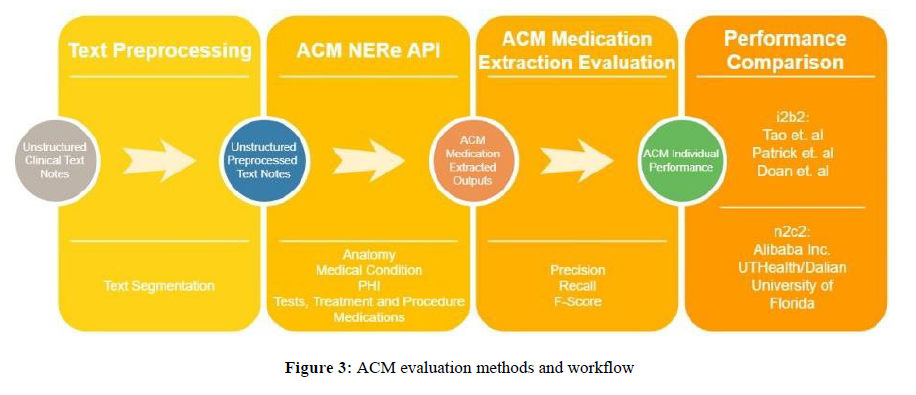 Text Preprocessing
Unstructured
Clinical Text
Notes
Text Segmentation
ACM NERe API
Unstructured
Preprocessed
Text Notes
Anatomy
Medical Condition
PHI
Tests, Treatment and Procedure
Medications
ACM Medication
Extraction Evaluation
ACM
Medication
Extracted
Outputs
Precision
Recall
F-Score
Performance
Comparison
ACM Individual
Performance
i2b2:
Tao et. al
Patrick et. al
Doan et. al
n2c2:
Alibaba Inc.
UTHealth/Dalian
University of
Florida
Figure 3: ACM evaluation methods and workflow